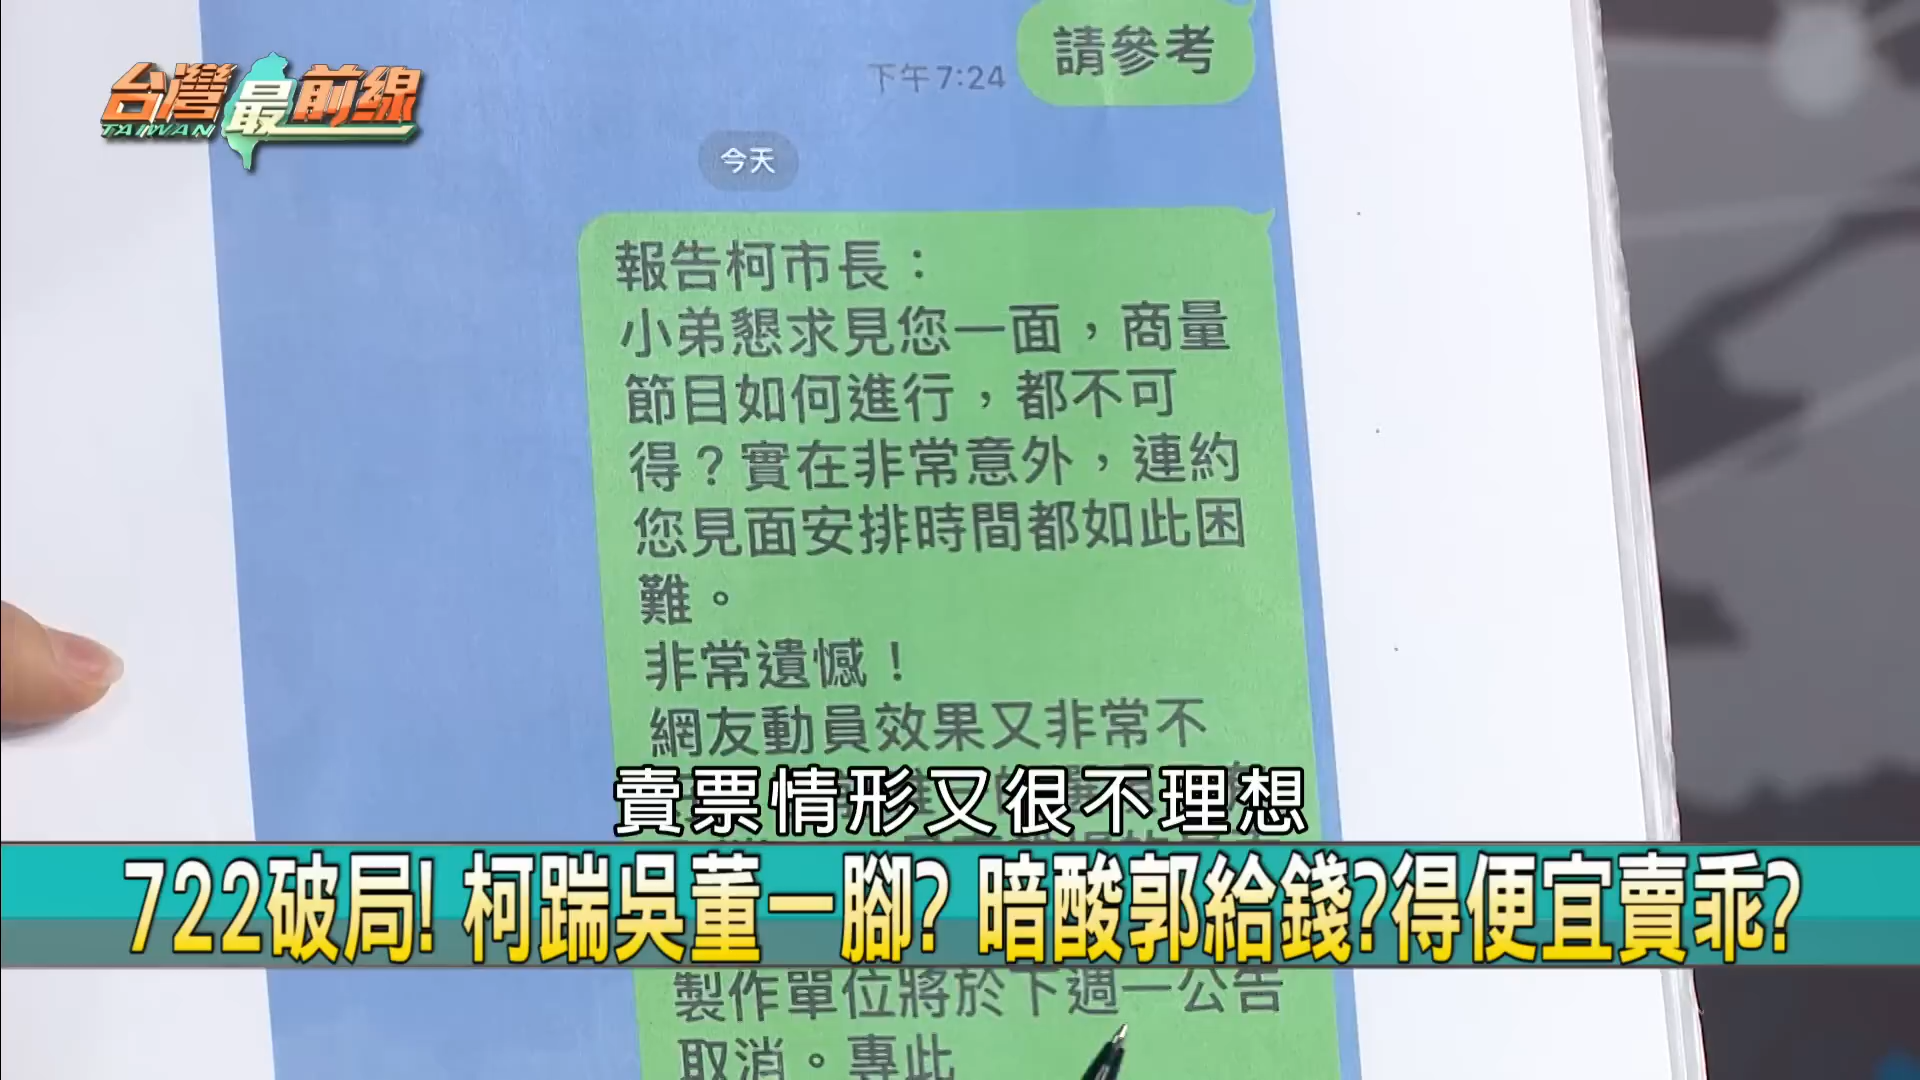 請參考
下午7:24
台灣最前線
TAIWAN
今天
報告柯市長：
小弟懇求見您一面，商量
節目如何進行，都不可
得？實在非常意外，連約
您見面安排時間都如此困
難。
非常遺憾！
網友動員效果又非常不
賣票情形又很不理想
722破局! 柯踹吳董一腳? 暗酸郭給錢?得便宜賣乖?
製作單位將於下週一公告
取消。專此